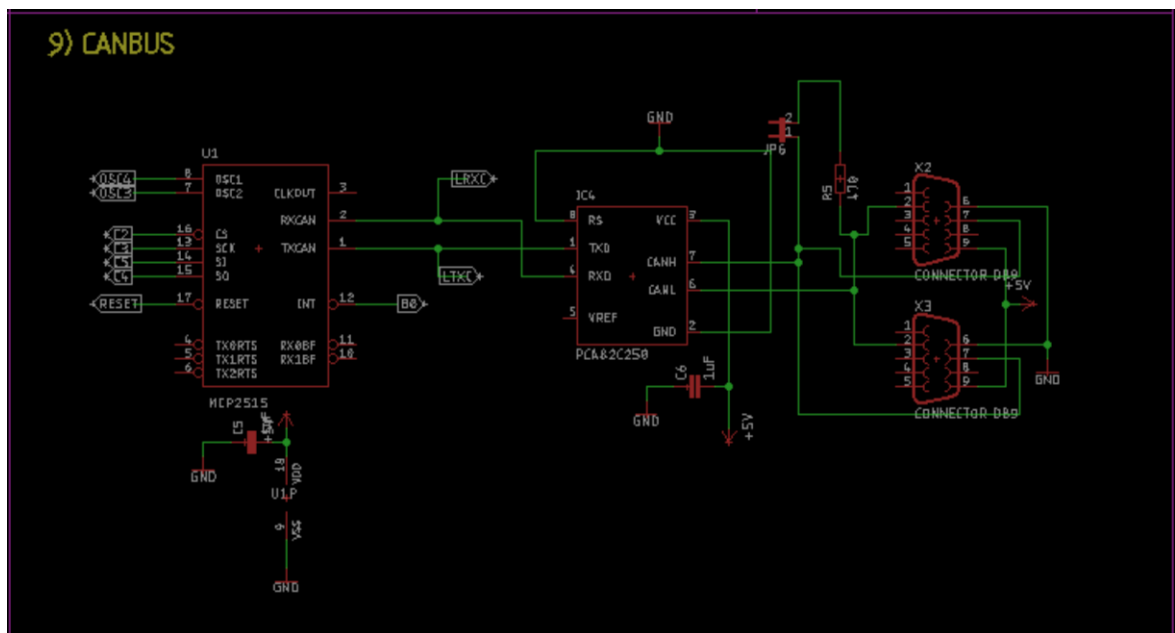 9) CANBUS
U1
OSC4 8 OSC1
OSC3 7 OSC2
CLKOUT 3
RXCAN 2
LRXC
C2 16 CS
C3 13 SCK
C5 14 SI
C4 15 SO
TXCAN 1
LTXC
RESET 17 RESET
INT 12 B0
4 TX0RTS
5 TX1RTS
6 TX2RTS
RX0BF 11
RX1BF 10
MCP2515
C5
+5V
GND
18 VDD
U1P
9 VSS
GND
GND
IC4
8 RS
VCC 3
1 TXD
CANH 7
4 RXD
CANL 6
5 VREF
GND 2
PCA82C250
C6 1uF
GND
+5V
2
1
JP6
R5 470
X2
1 2 3 4 5
6 7 8 9
CONNECTOR DB9
+5V
X3
1 2 3 4 5
6 7 8 9
GND
CONNECTOR DB9